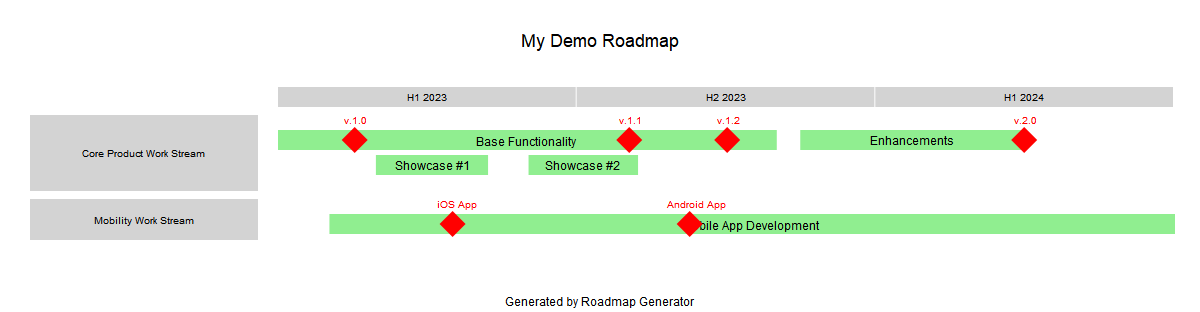 My Demo Roadmap
H1 2023 H2 2023 H1 2024
v.1.0 v.1.1 v.1.2 v.2.0
Core Product Work Stream
Base Functionality Enhancements
Showcase #1 Showcase #2
iOS App Android App
Mobility Work Stream
App Development
Generated by Roadmap Generator